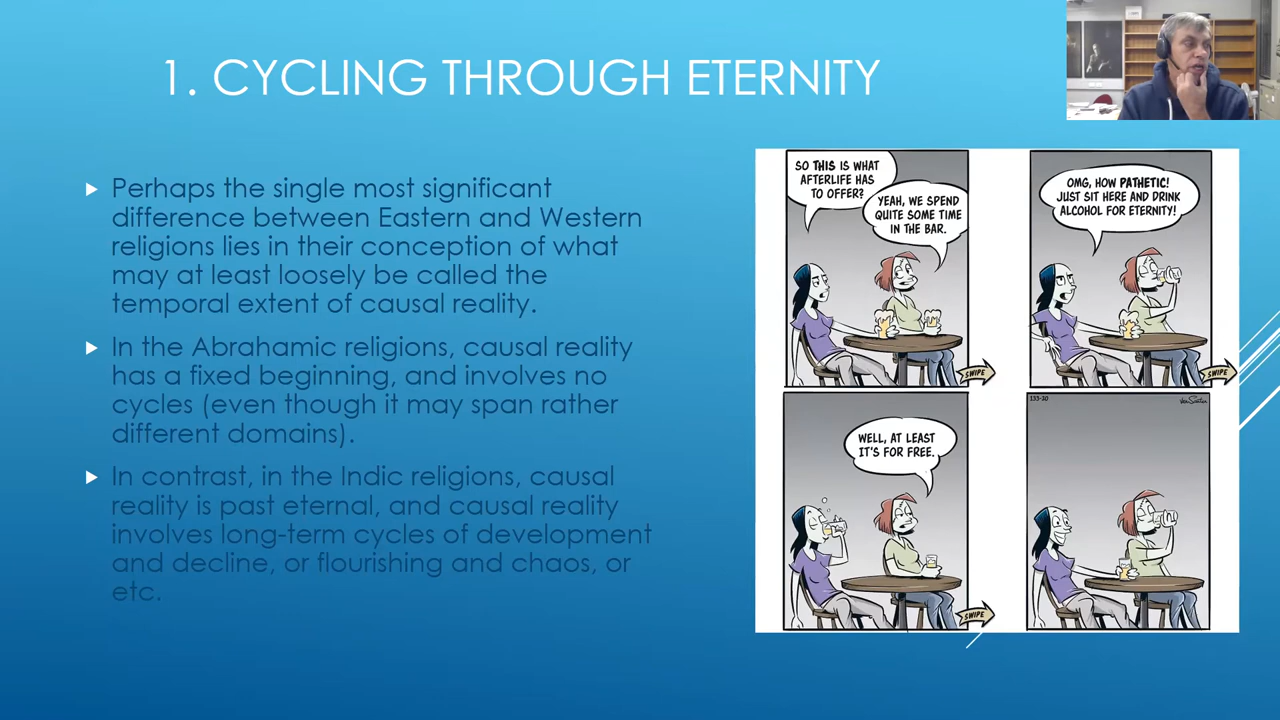 1. CYCLING THROUGH ETERNITY
Perhaps the single most significant
difference between Eastern and Western
religions lies in their conception of what
may at least loosely be called the
temporal extent of causal reality.
In the Abrahamic religions, causal reality
has a fixed beginning, and involves no
cycles (even though it may span rather
different domains).
In contrast, in the Indic religions, causal
reality is past eternal, and causal reality
involves long-term cycles of development
and decline, or flourishing and chaos, or
etc.
SO THIS IS WHAT
AFTERLIFE HAS
TO OFFER?
YEAH, WE SPEND
QUITE SOME TIME
IN THE BAR.
SWIPE
OMG, HOW PATHETIC!
JUST SIT HERE AND DRINK
ALCOHOL FOR ETERNITY!
SWIPE
WELL, AT LEAST
IT'S FOR FREE.
SWIPE